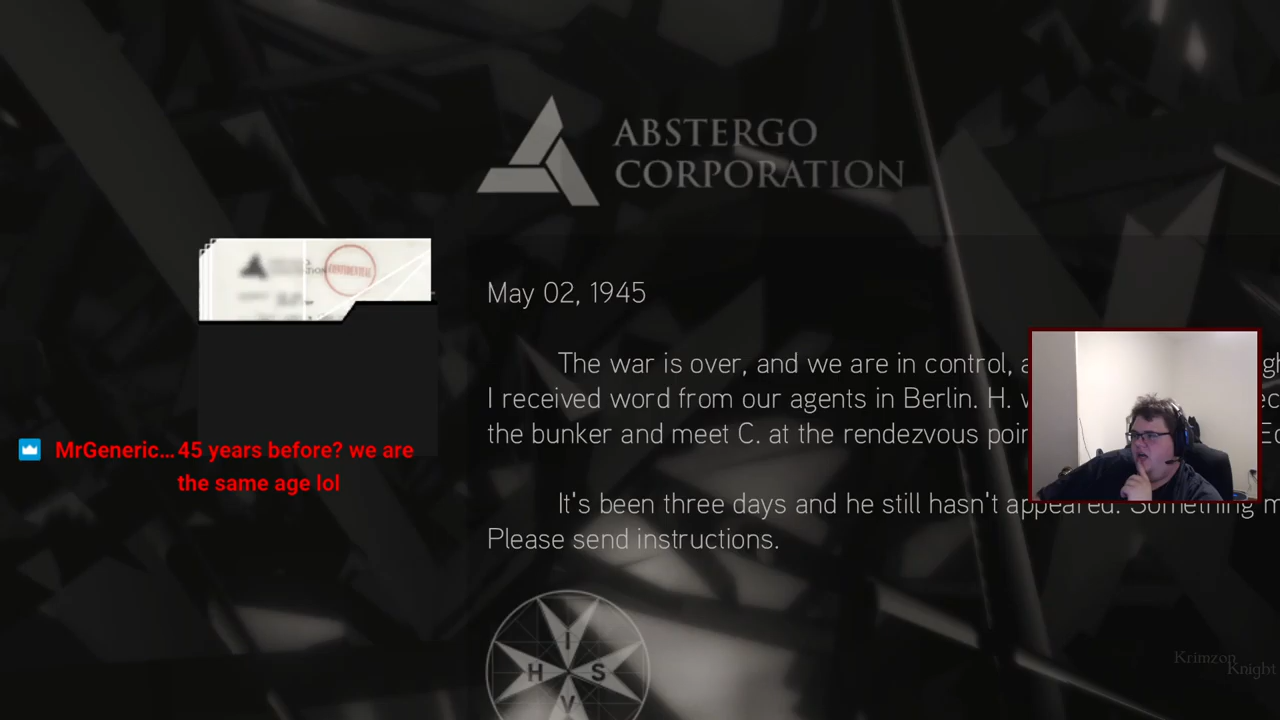 ABSTERGO
CORPORATION
CONFIDENTIAL
May 02, 1945
The war is over, and we are in control,
I received word from our agents in Berlin. H.
the bunker and meet C. at the rendezvous
MrGeneric... 45 years before? we are
the same age lol
It's been three days and he still hasn't appeared. Something
Please send instructions.
I
H S
V
Krimzon
Knight